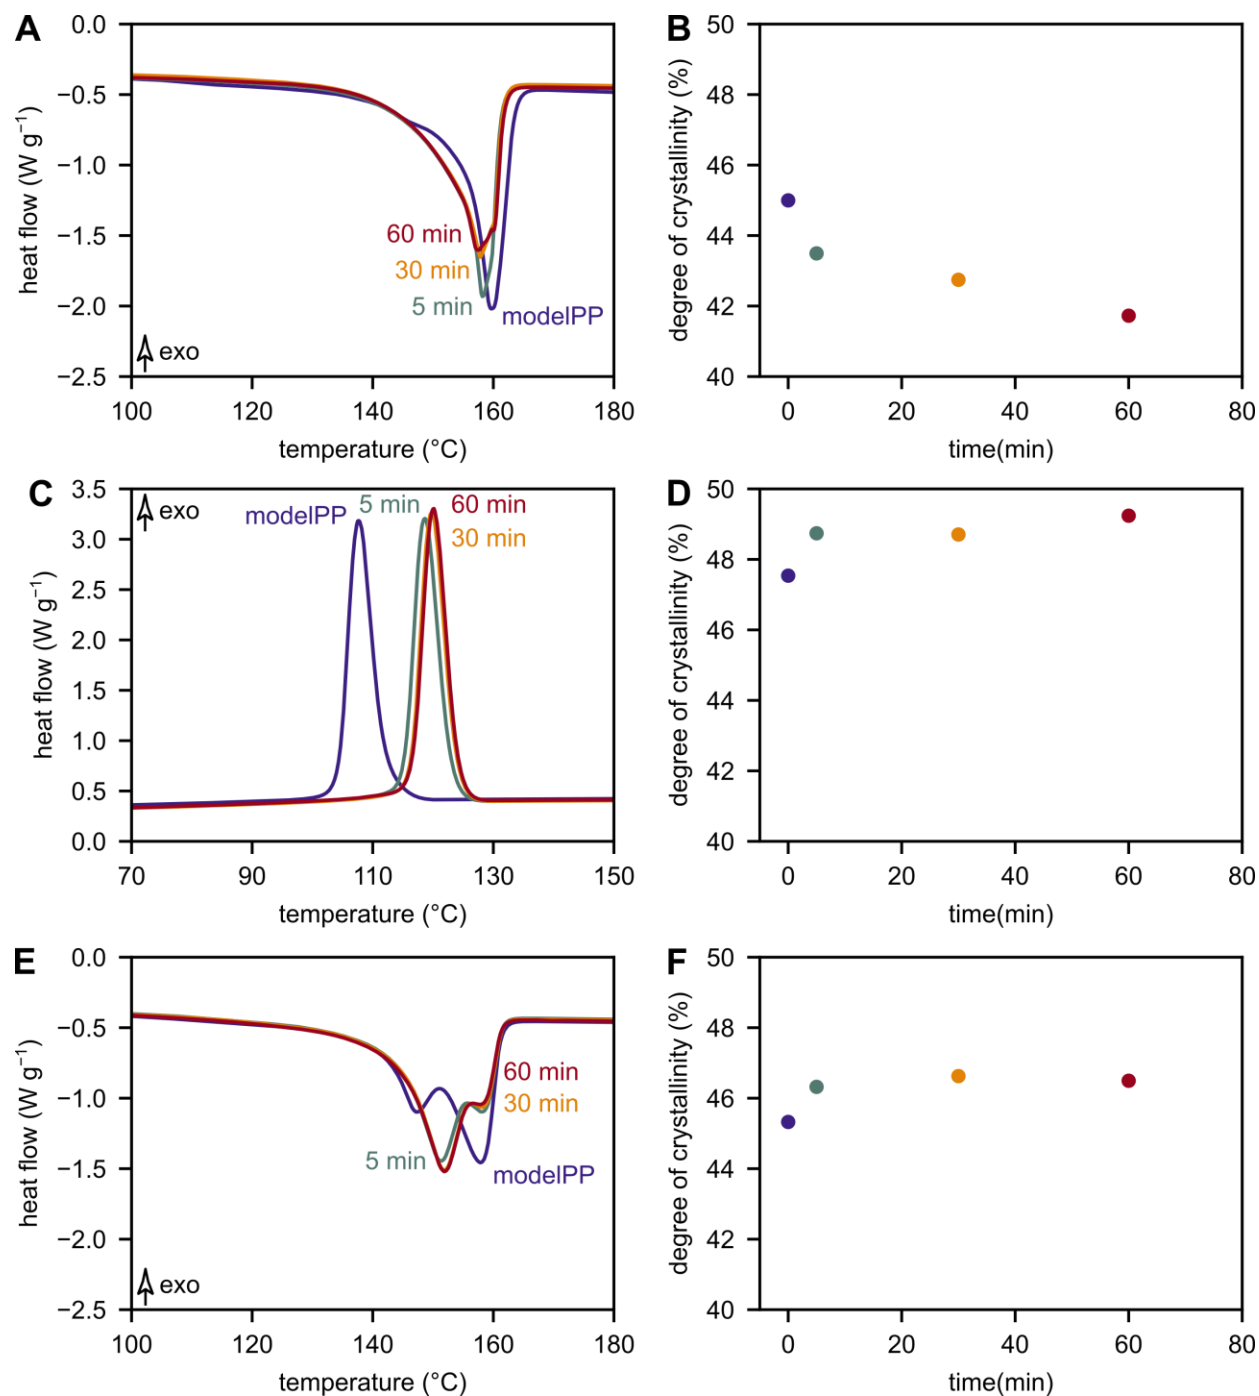 A
0.0
−0.5
−1.0
−1.5
−2.0
−2.5
heat flow (W g⁻¹)
60 min
30 min
5 min
modelPP
exo
100
120
140
160
180
temperature (°C)
B
50
48
46
44
42
40
degree of crystallinity (%)
0
20
40
60
80
time(min)
C
3.5
3.0
2.5
2.0
1.5
1.0
0.5
0.0
heat flow (W g⁻¹)
exo
modelPP
5 min
60 min
30 min
70
90
110
130
150
temperature (°C)
D
50
48
46
44
42
40
degree of crystallinity (%)
0
20
40
60
80
time(min)
E
0.0
−0.5
−1.0
−1.5
−2.0
−2.5
heat flow (W g⁻¹)
60 min
30 min
5 min
modelPP
exo
100
120
140
160
180
temperature (°C)
F
50
48
46
44
42
40
degree of crystallinity (%)
0
20
40
60
80
time(min)